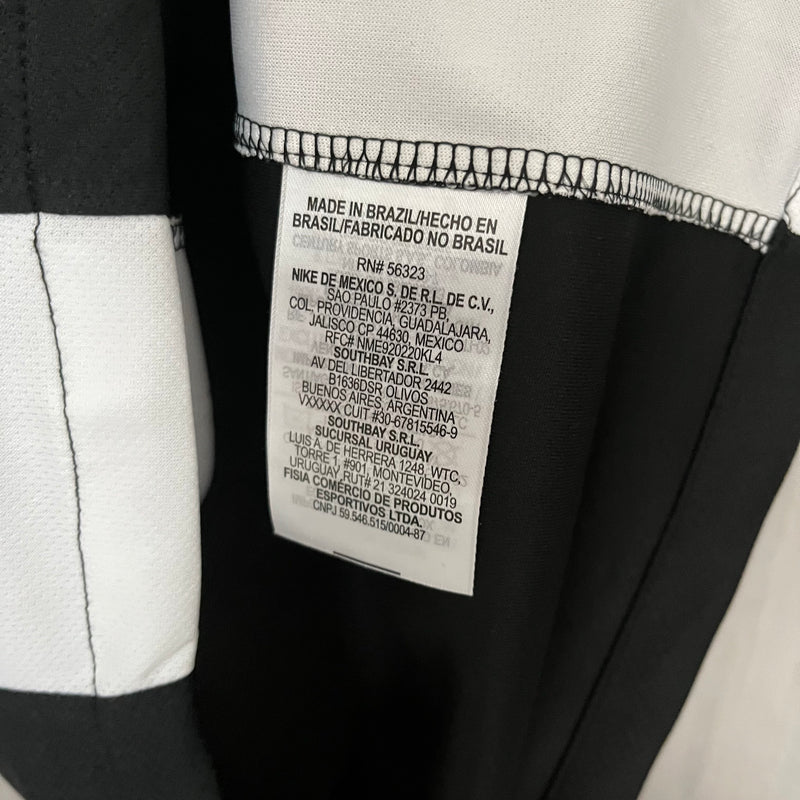 MADE IN BRAZIL/HECHO EN
BRASIL/FABRICADO NO BRASIL
RN# 56323
NIKE DE MEXICO S. DE R.L. DE C.V.,
SAO PAULO #2373 PB,
COL. PROVIDENCIA, GUADALAJARA,
JALISCO CP 44630, MEXICO
RFC# NME920220KL4
SOUTHBAY S.R.L.
AV DEL LIBERTADOR 2442
B1636DSR OLIVOS
BUENOS AIRES, ARGENTINA
VXXXXX CUIT #30-67815546-9
SOUTHBAY S.R.L.
SUCURSAL URUGUAY
LUIS A. DE HERRERA 1248, WTC,
TORRE 1, #901, MONTEVIDEO,
URUGUAY, RUT# 21 324024 0019
FISIA COMÉRCIO DE PRODUTOS
ESPORTIVOS LTDA.
CNPJ 59.546.515/0004-87